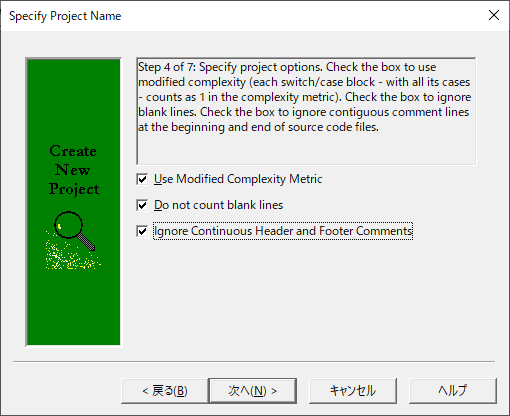 Specify Project Name
Step 4 of 7: Specify project options. Check the box to use
modified complexity (each switch/case block - with all its cases
- counts as 1 in the complexity metric). Check the box to ignore
blank lines. Check the box to ignore contiguous comment lines
at the beginning and end of source code files.
Create
New
Project
Use Modified Complexity Metric
Do not count blank lines
Ignore Continuous Header and Footer Comments
< 戻る(B)
次へ(N) >
キャンセル
ヘルプ